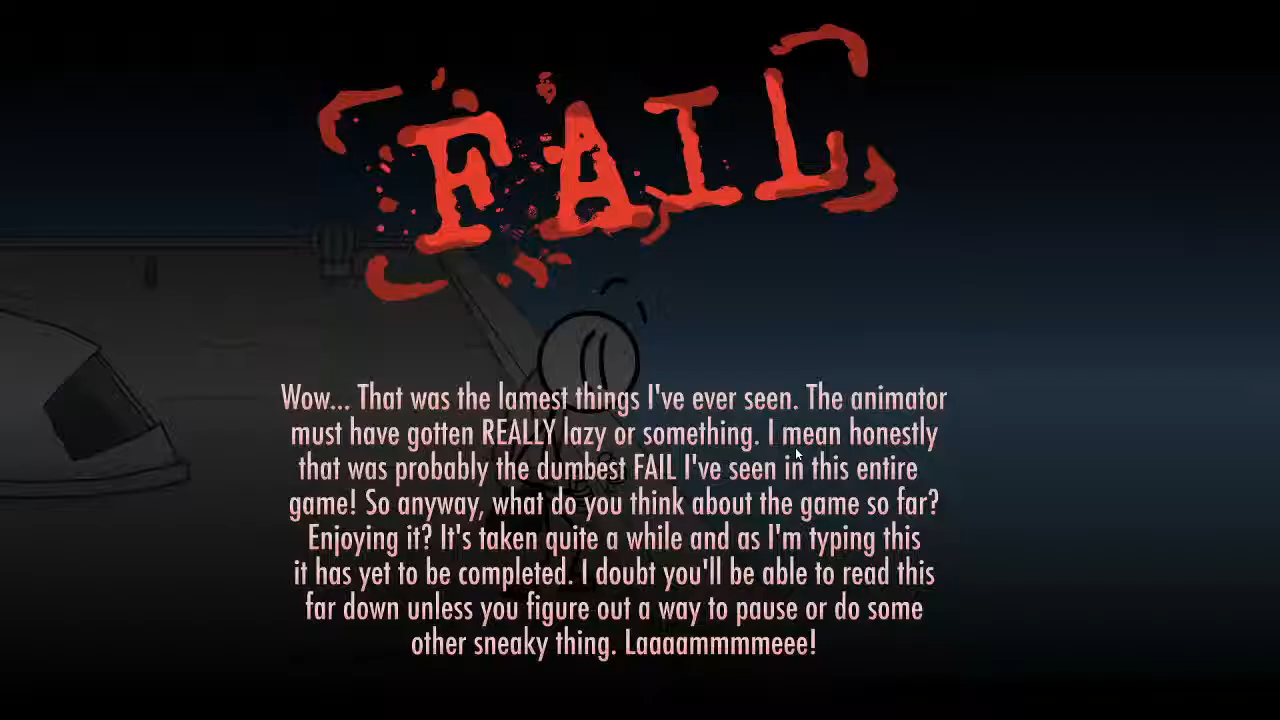 FAIL
Wow... That was the lamest things I've ever seen. The animator
must have gotten REALLY lazy or something. I mean honestly
that was probably the dumbest FAIL I've seen in this entire
game! So anyway, what do you think about the game so far?
Enjoying it? It's taken quite a while and as I'm typing this
it has yet to be completed. I doubt you'll be able to read this
far down unless you figure out a way to pause or do some
other sneaky thing. Laaaammmmeee!